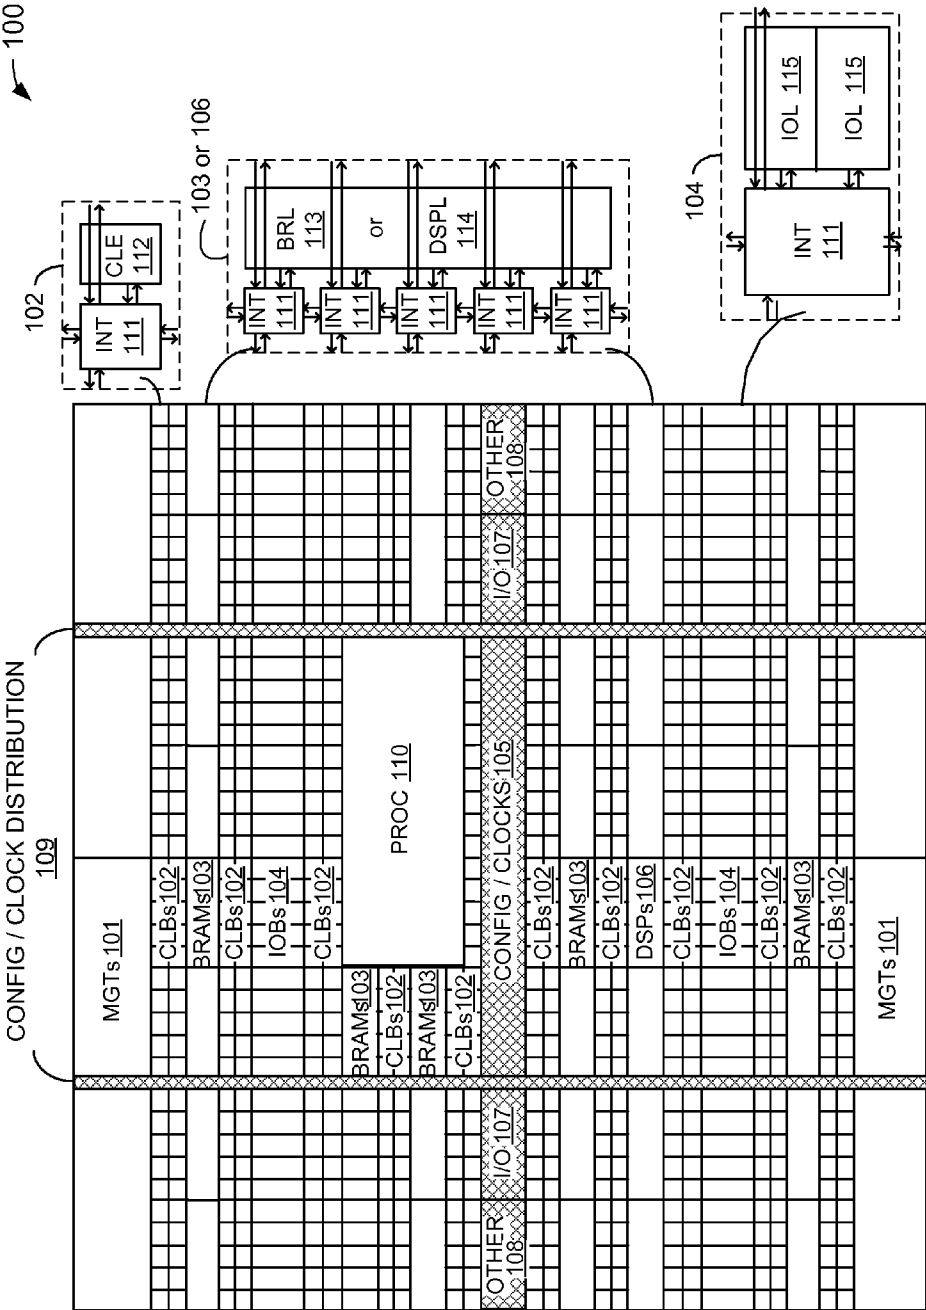 100
CONFIG / CLOCK DISTRIBUTION
109
102
INT
111
CLE
112
103 or 106
INT
111
INT
111
INT
111
INT
111
INT
111
BRL
113
or
DSPL
114
104
INT
111
IOL 115
IOL 115
MGTs 101
CLBs 102
BRAMs 103
CLBs 102
IOBs 104
CLBs 102
PROC 110
BRAMs 103
CLBs 102
BRAMs 103
CLBs 102
OTHER
108
I/O 107
CONFIG / CLOCKS 105
I/O 107
OTHER
108
CLBs 102
BRAMs 103
CLBs 102
DSPs 106
CLBs 102
IOBs 104
CLBs 102
BRAMs 103
CLBs 102
MGTs 101